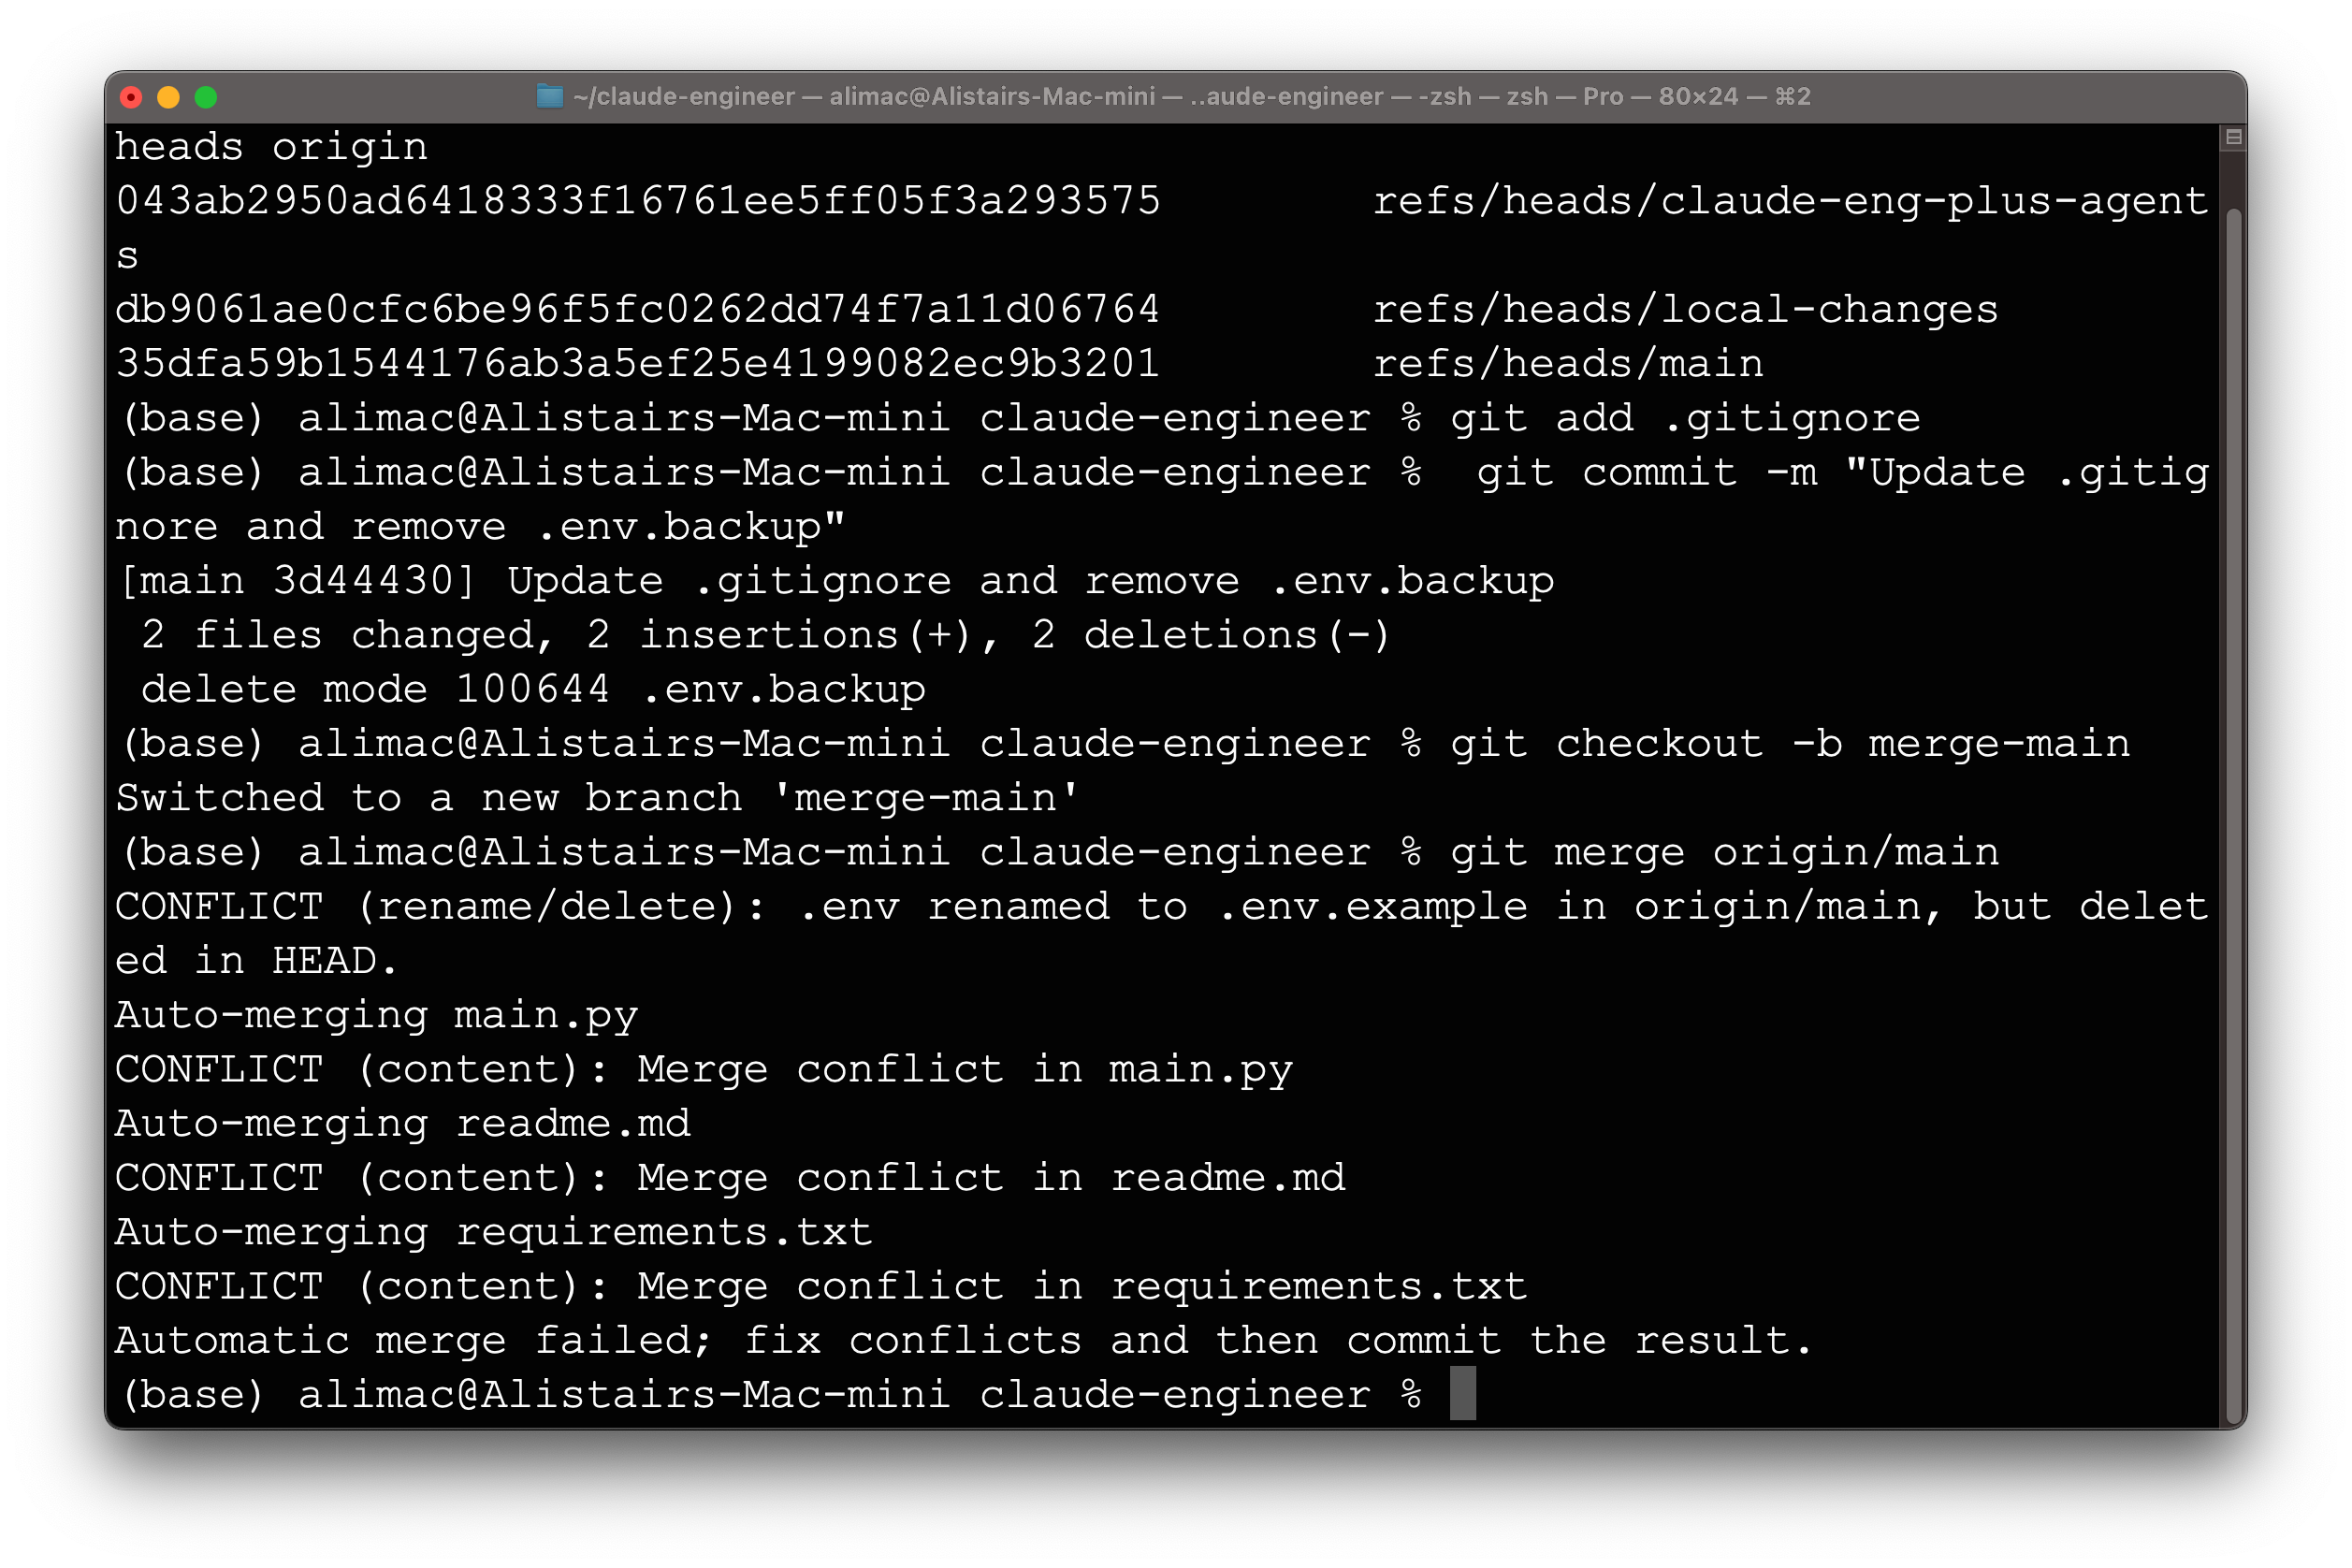 ~/claude-engineer — alimac@Alistairs-Mac-mini — ..aude-engineer — -zsh — zsh — Pro — 80×24 — ⌘2
heads origin
043ab2950ad6418333f16761ee5ff05f3a293575        refs/heads/claude-eng-plus-agent
s
db9061ae0cfc6be96f5fc0262dd74f7a11d06764        refs/heads/local-changes
35dfa59b1544176ab3a5ef25e4199082ec9b3201        refs/heads/main
(base) alimac@Alistairs-Mac-mini claude-engineer % git add .gitignore
(base) alimac@Alistairs-Mac-mini claude-engineer %  git commit -m "Update .gitig
nore and remove .env.backup"
[main 3d44430] Update .gitignore and remove .env.backup
 2 files changed, 2 insertions(+), 2 deletions(-)
 delete mode 100644 .env.backup
(base) alimac@Alistairs-Mac-mini claude-engineer % git checkout -b merge-main
Switched to a new branch 'merge-main'
(base) alimac@Alistairs-Mac-mini claude-engineer % git merge origin/main
CONFLICT (rename/delete): .env renamed to .env.example in origin/main, but delet
ed in HEAD.
Auto-merging main.py
CONFLICT (content): Merge conflict in main.py
Auto-merging readme.md
CONFLICT (content): Merge conflict in readme.md
Auto-merging requirements.txt
CONFLICT (content): Merge conflict in requirements.txt
Automatic merge failed; fix conflicts and then commit the result.
(base) alimac@Alistairs-Mac-mini claude-engineer %